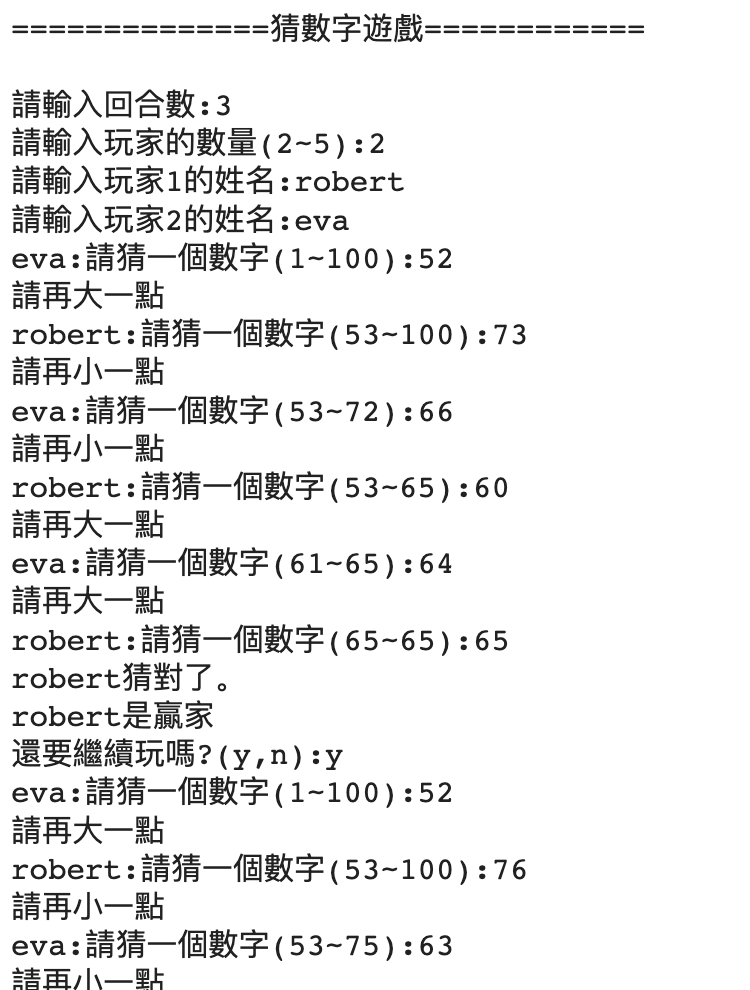 ==============猜數字遊戲============
請輸入回合數:3
請輸入玩家的數量(2~5):2
請輸入玩家1的姓名:robert
請輸入玩家2的姓名:eva
eva:請猜一個數字(1~100):52
請再大一點
robert:請猜一個數字(53~100):73
請再小一點
eva:請猜一個數字(53~72):66
請再小一點
robert:請猜一個數字(53~65):60
請再大一點
eva:請猜一個數字(61~65):64
請再大一點
robert:請猜一個數字(65~65):65
robert猜對了。
robert是贏家
還要繼續玩嗎?(y,n):y
eva:請猜一個數字(1~100):52
請再大一點
robert:請猜一個數字(53~100):76
請再小一點
eva:請猜一個數字(53~75):63
請再小一點